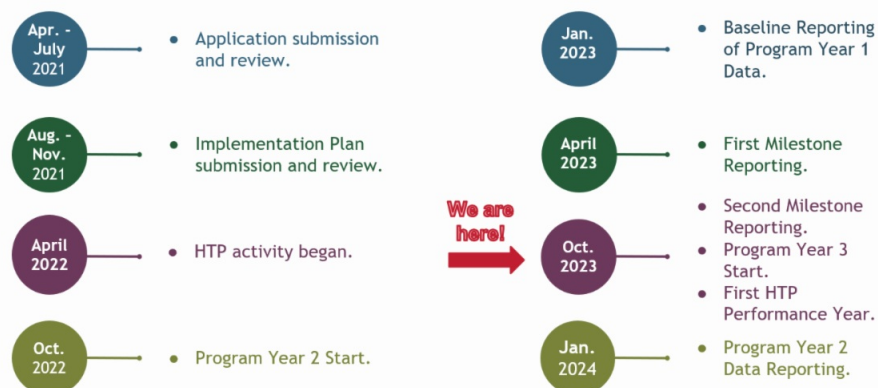 Apr. –
July
2021
● Application submission
and review.
Aug. –
Nov.
2021
● Implementation Plan
submission and review.
April
2022
● HTP activity began.
Oct.
2022
● Program Year 2 Start.
We are
here!
Jan.
2023
● Baseline Reporting
of Program Year 1
Data.
April
2023
● First Milestone
Reporting.
Oct.
2023
● Second Milestone
Reporting.
● Program Year 3
Start.
● First HTP
Performance Year.
Jan.
2024
● Program Year 2
Data Reporting.